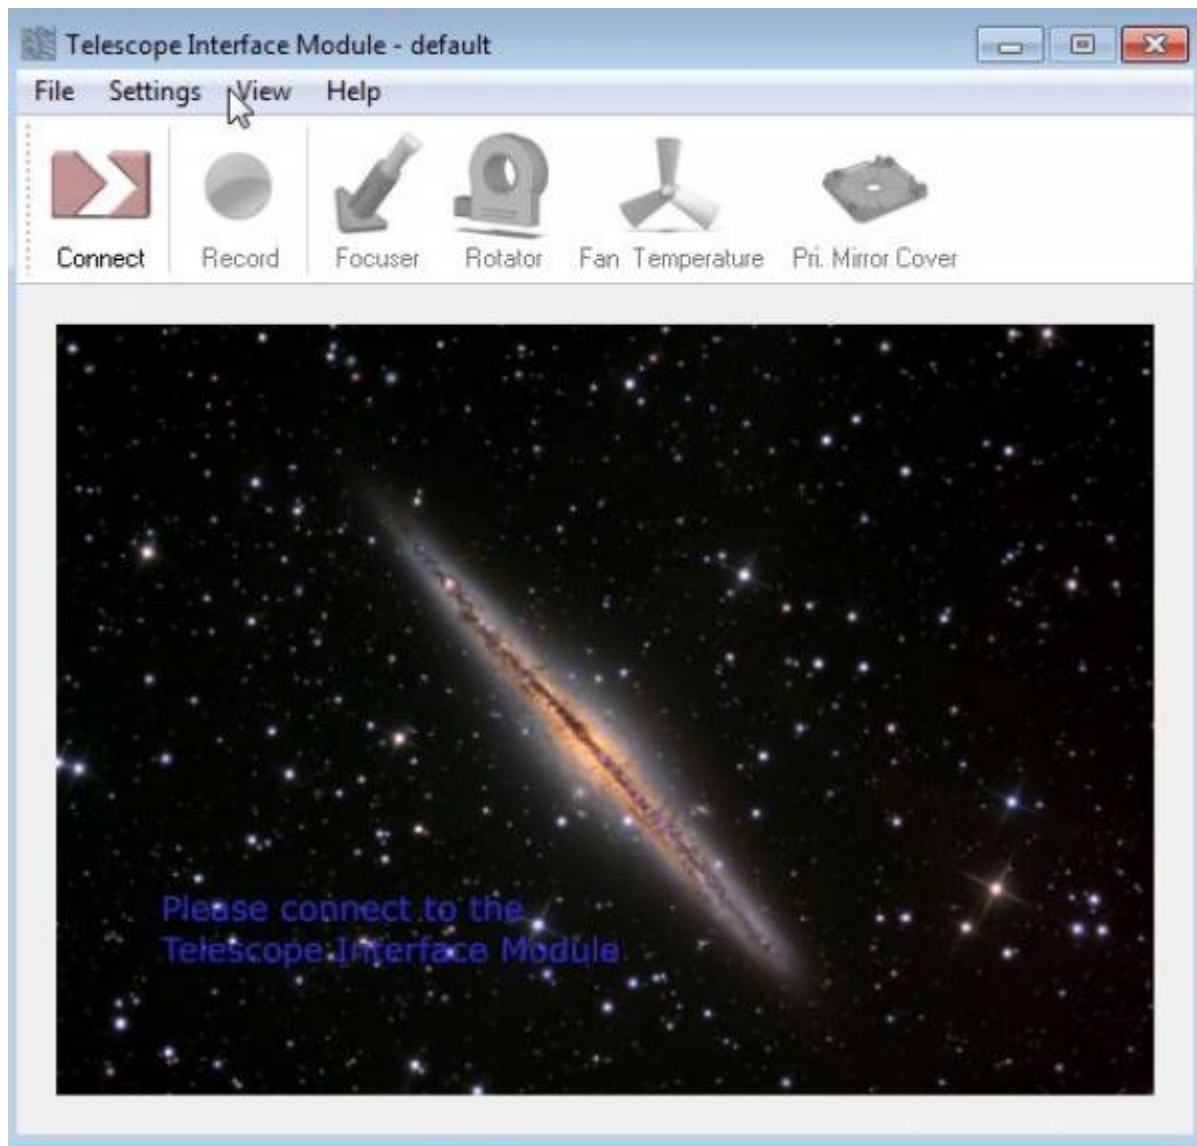 Telescope Interface Module - default
File Settings View Help
Connect Record Focuser Rotator Fan Temperature Pri. Mirror Cover
Please connect to the
Telescope Interface Module